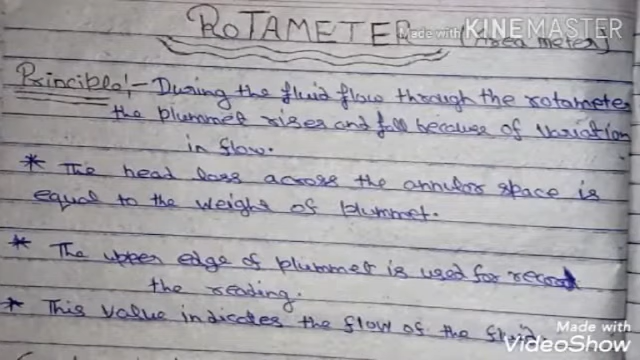 ROTAMETER (Area meter)
Made with KINEMASTER
Principle:- During the fluid flow through the rotameter
the plummet rises and fall because of variation
in flow.
* The head loss across the annular space is
equal to the weight of plummet.
* The upper edge of plummet is used for record
the reading.
* This value indicates the flow of the fluid
Made with
VideoShow